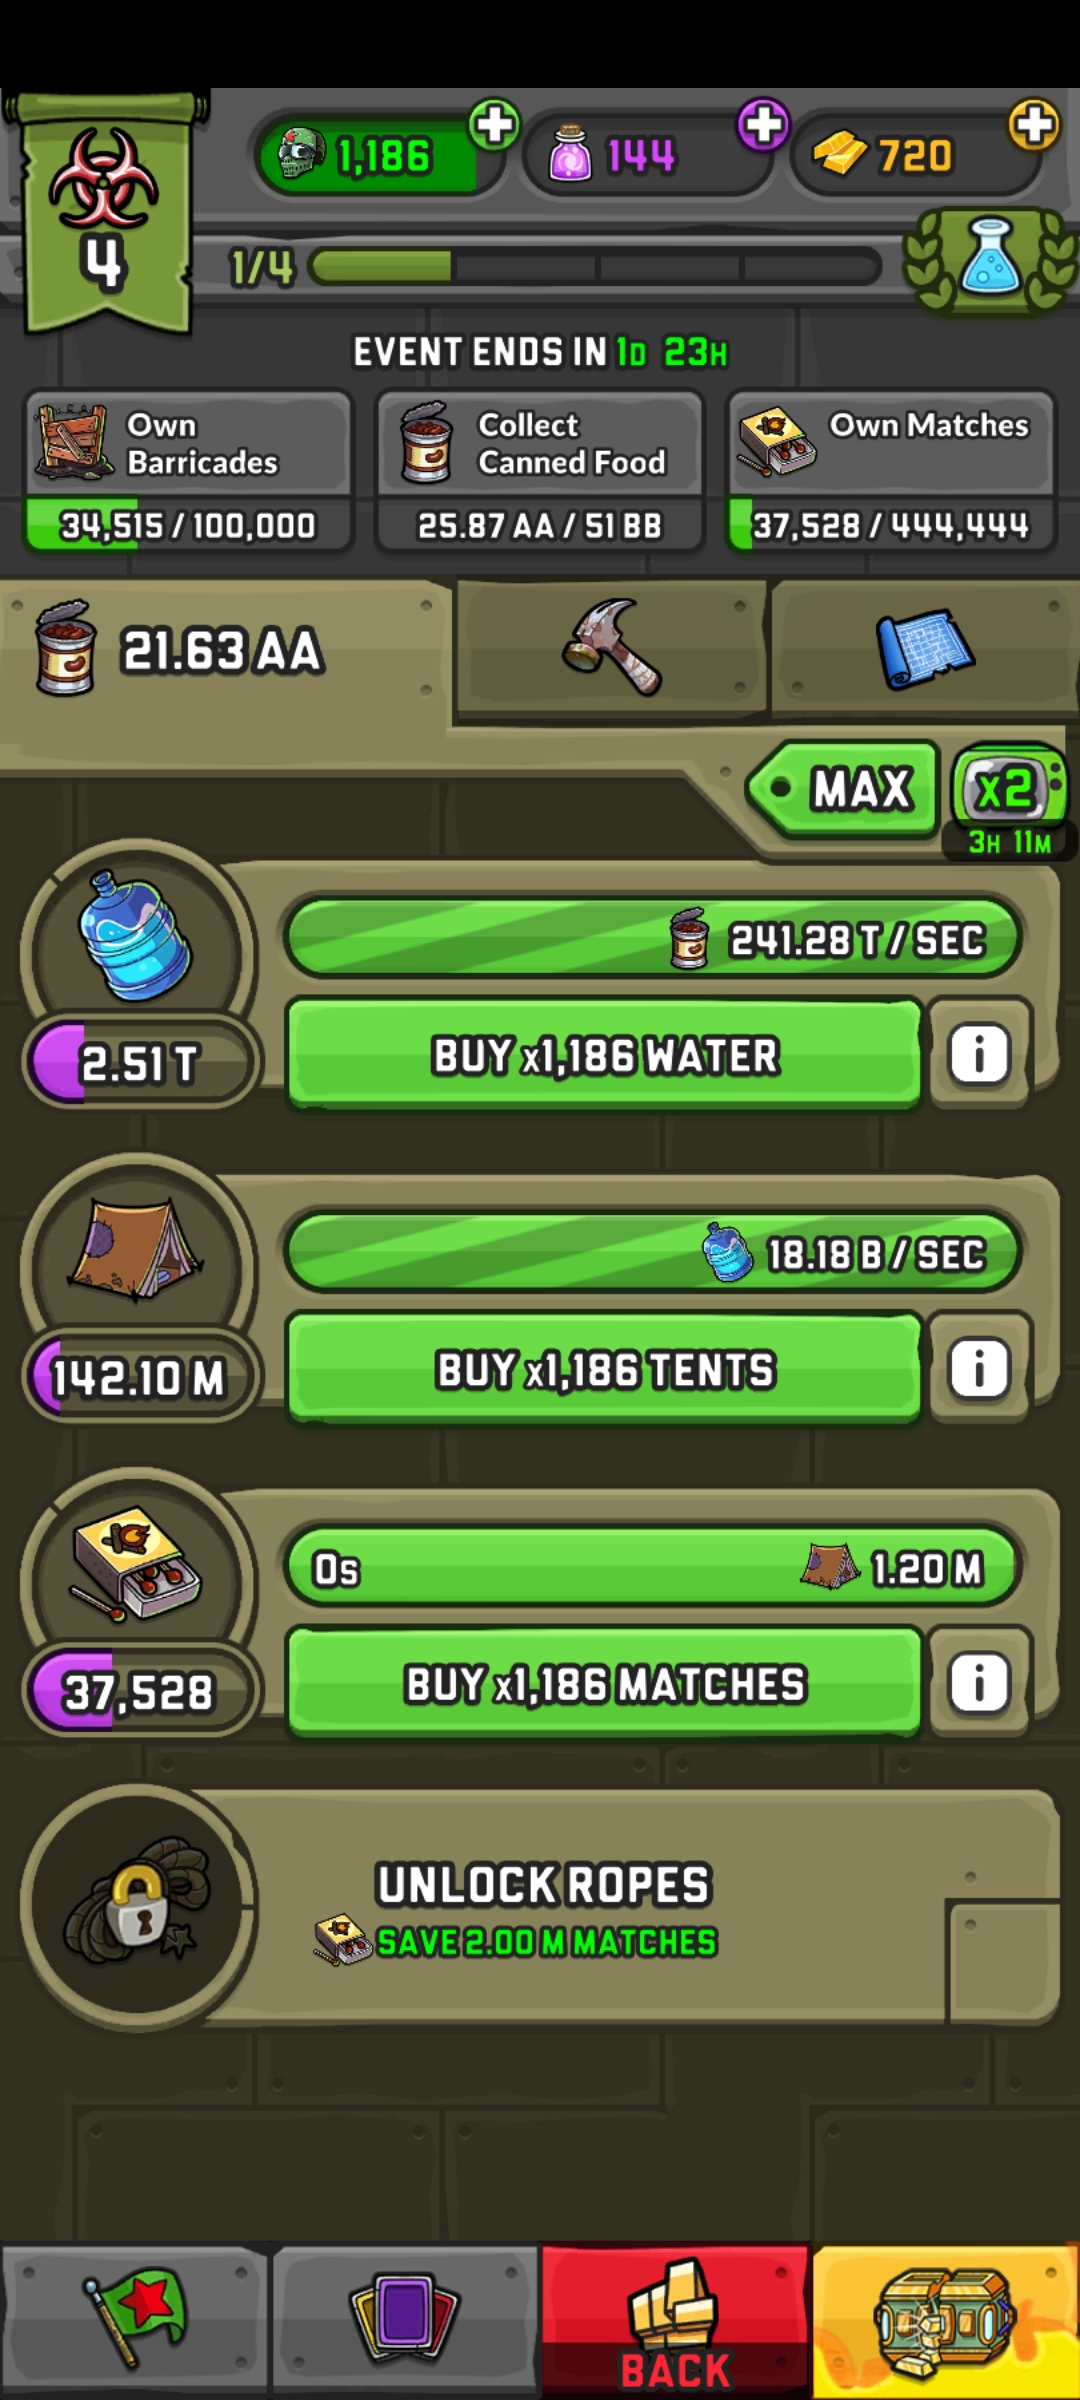 1,186
144
720
4
1/4
EVENT ENDS IN 1D 23H
Own
Barricades
34,515 / 100,000
Collect
Canned Food
25.87 AA / 51 BB
Own Matches
37,528 / 444,444
21.63 AA
MAX
x2
3H 11M
241.28 T / SEC
2.51 T
BUY x1,186 WATER
i
18.18 B / SEC
142.10 M
BUY x1,186 TENTS
i
0s
1.20 M
37,528
BUY x1,186 MATCHES
i
UNLOCK ROPES
SAVE 2.00 M MATCHES
BACK